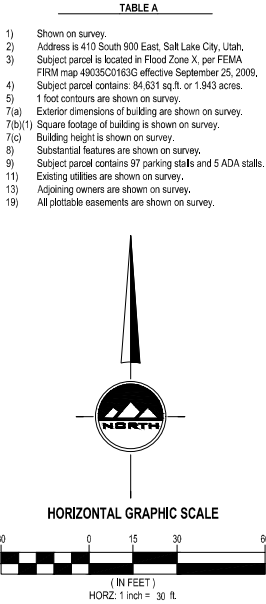 TABLE A
1) Shown on survey.
2) Address is 410 South 900 East, Salt Lake City, Utah.
3) Subject parcel is located in Flood Zone X, per FEMA
FIRM map 49035C0163G effective September 25, 2009.
4) Subject parcel contains: 84,631 sq.ft. or 1.943 acres.
5) 1 foot contours are shown on survey.
7(a) Exterior dimensions of building are shown on survey.
7(b)(1) Square footage of building is shown on survey.
7(c) Building height is shown on survey.
8) Substantial features are shown on survey.
9) Subject parcel contains 97 parking stalls and 5 ADA stalls.
11) Existing utilities are shown on survey.
13) Adjoining owners are shown on survey.
19) All plottable easements are shown on survey.
NORTH
HORIZONTAL GRAPHIC SCALE
0 15 30 60
( IN FEET )
HORZ: 1 inch = 30 ft.